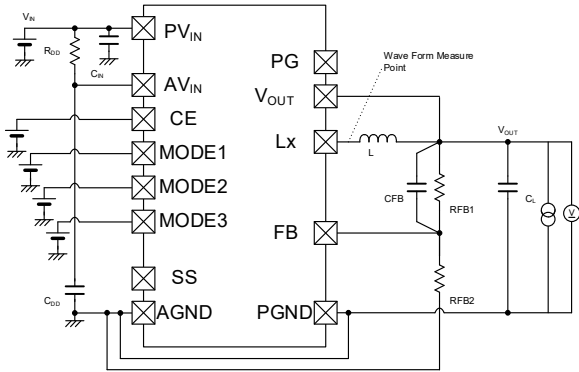 VIN
PVIN
RDD
CIN
AVIN
CE
MODE1
MODE2
MODE3
SS
CDD
AGND
PG
VOUT
Lx
FB
PGND
Wave Form Measure
Point
L
VOUT
CFB
RFB1
CL
V
RFB2